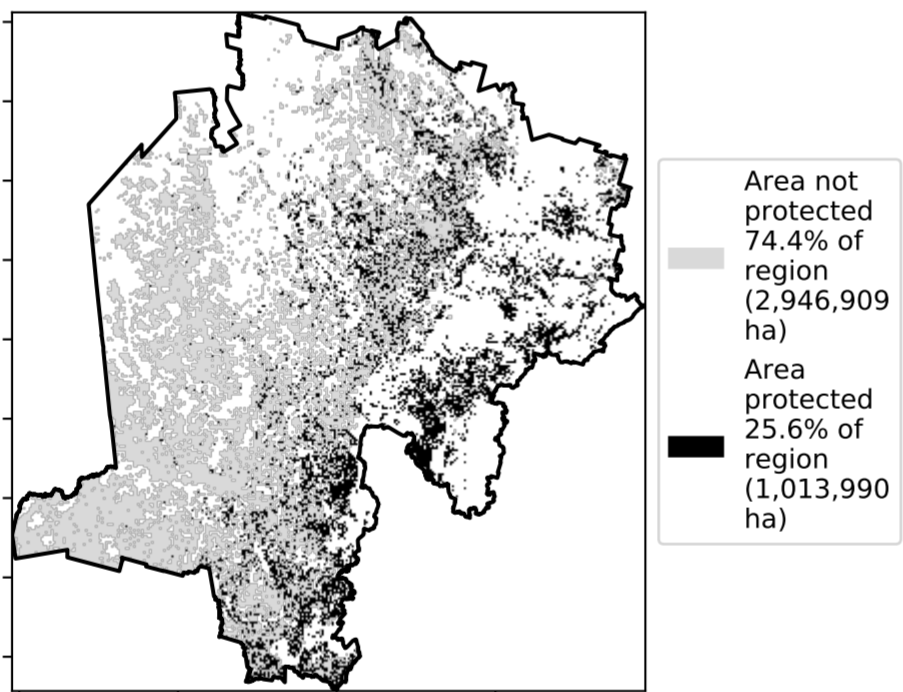 Area not
protected
74.4% of
region
(2,946,909
ha)
Area
protected
25.6% of
region
(1,013,990
ha)